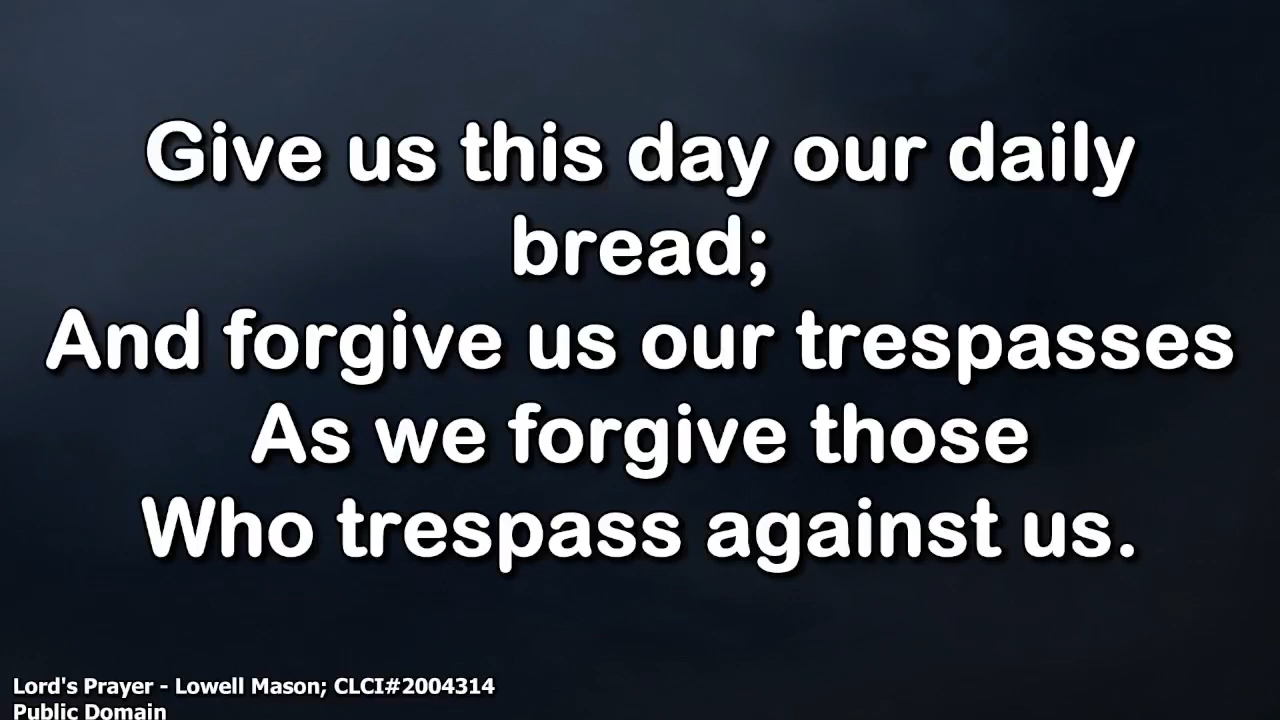 Give us this day our daily
bread;
And forgive us our trespasses
As we forgive those
Who trespass against us.
Lord's Prayer - Lowell Mason; CLCI#2004314
Public Domain